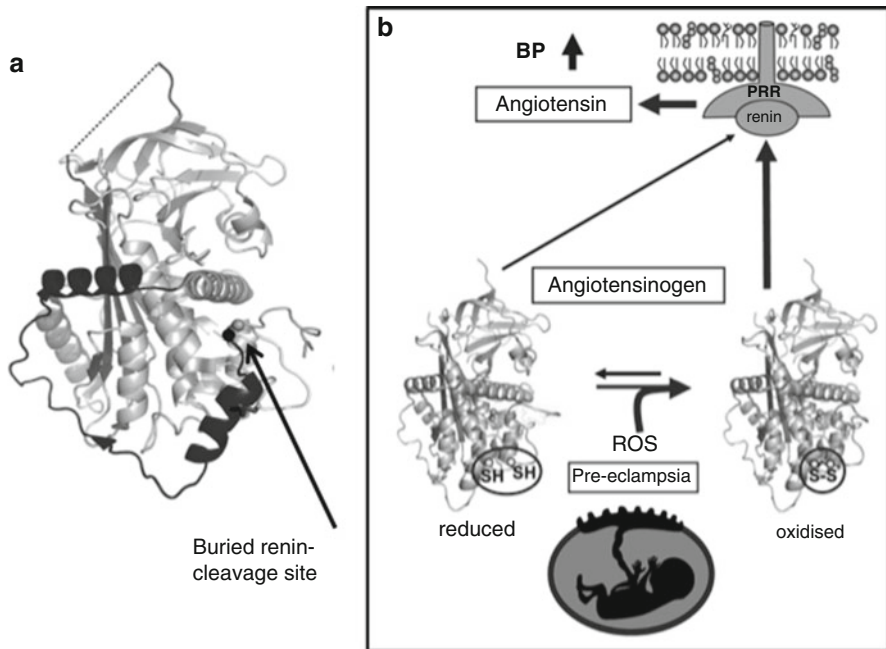 a
Buried renin-
cleavage site
b
BP
PRR
Angiotensin
renin
Angiotensinogen
ROS
SH SH
Pre-eclampsia
S-S
reduced
oxidised